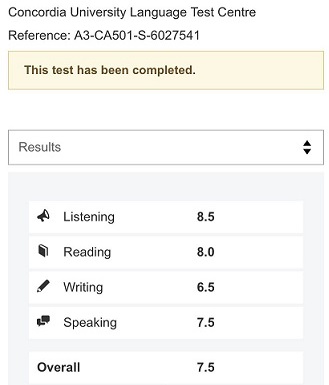 Concordia University Language Test Centre
Reference: A3-CA501-S-6027541
This test has been completed.
Results
Listening 8.5
Reading 8.0
Writing 6.5
Speaking 7.5
Overall 7.5